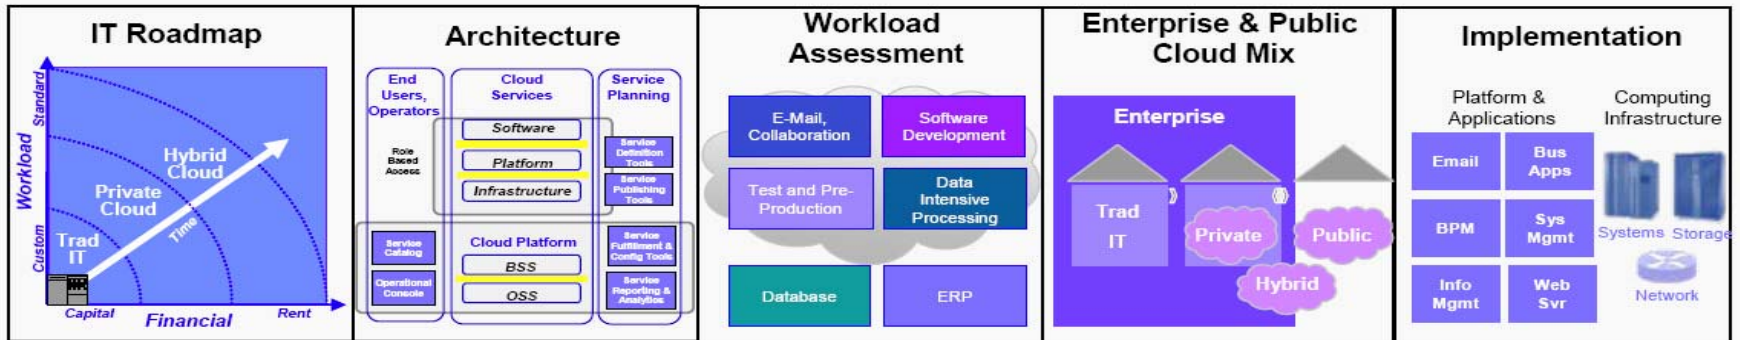 IT Roadmap
Standard
Workload
Custom
Hybrid
Cloud
Private
Cloud
Trad
IT
Time
Capital
Financial
Rent
Architecture
End
Users,
Operators
Role
Based
Access
Service
Catalog
Operational
Console
Cloud
Services
Software
Platform
Infrastructure
Cloud Platform
BSS
OSS
Service
Planning
Service
Definition
Tools
Service
Publishing
Tools
Service
Fulfillment &
Config Tools
Service
Reporting &
Analytics
Workload
Assessment
E-Mail,
Collaboration
Software
Development
Test and Pre-
Production
Data
Intensive
Processing
Database
ERP
Enterprise & Public
Cloud Mix
Enterprise
Trad
IT
Private
Public
Hybrid
Implementation
Platform &
Applications
Email
Bus
Apps
BPM
Sys
Mgmt
Info
Mgmt
Web
Svr
Computing
Infrastructure
Systems
Storage
Network